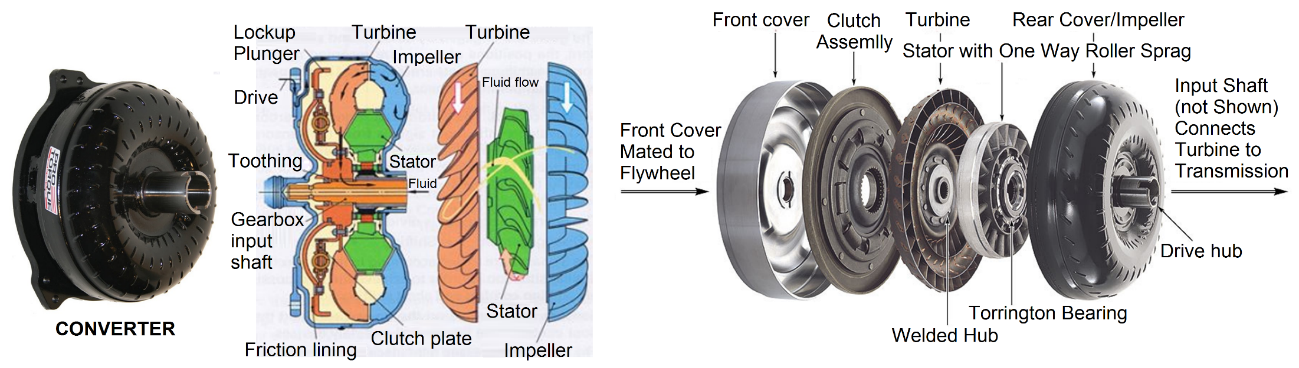 CONVERTER
Lockup
Plunger
Turbine
Impeller
Drive
Toothing
Stator
Fluid
Gearbox
input
shaft
Clutch plate
Friction lining
Turbine
Fluid flow
Stator
Impeller
Front cover
Clutch
Assemlly
Turbine
Rear Cover/Impeller
Stator with One Way Roller Sprag
Front Cover
Mated to
Flywheel
Input Shaft
(not Shown)
Connects
Turbine to
Transmission
Drive hub
Torrington Bearing
Welded Hub